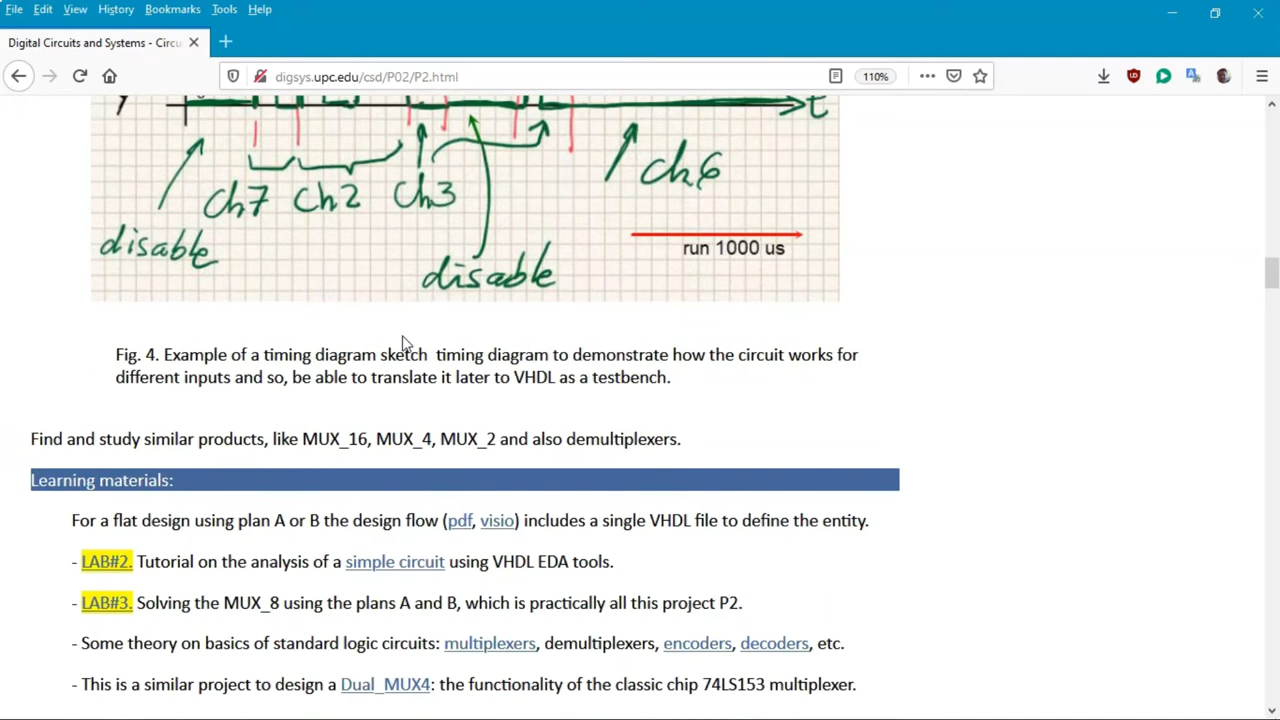 File Edit View History Bookmarks Tools Help
Digital Circuits and Systems - Circu
digsys.upc.edu/csd/P02/P2.html 110%
y t
Ch7 Ch2 Ch3 Ch6
disable disable
run 1000 us
Fig. 4. Example of a timing diagram sketch timing diagram to demonstrate how the circuit works for
different inputs and so, be able to translate it later to VHDL as a testbench.
Find and study similar products, like MUX_16, MUX_4, MUX_2 and also demultiplexers.
Learning materials:
For a flat design using plan A or B the design flow (pdf, visio) includes a single VHDL file to define the entity.
- LAB#2. Tutorial on the analysis of a simple circuit using VHDL EDA tools.
- LAB#3. Solving the MUX_8 using the plans A and B, which is practically all this project P2.
- Some theory on basics of standard logic circuits: multiplexers, demultiplexers, encoders, decoders, etc.
- This is a similar project to design a Dual_MUX4: the functionality of the classic chip 74LS153 multiplexer.